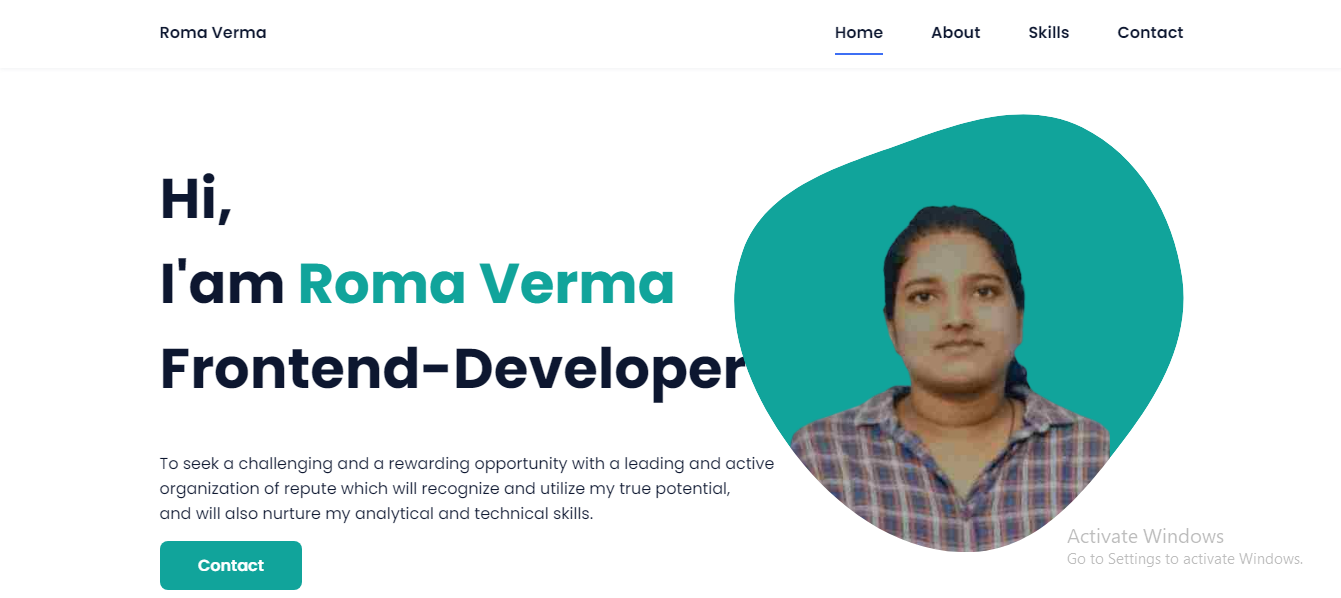 Roma Verma
Home About Skills Contact
Hi,
I'am Roma Verma
Frontend-Developer
To seek a challenging and a rewarding opportunity with a leading and active
organization of repute which will recognize and utilize my true potential,
and will also nurture my analytical and technical skills.
Contact
Activate Windows
Go to Settings to activate Windows.